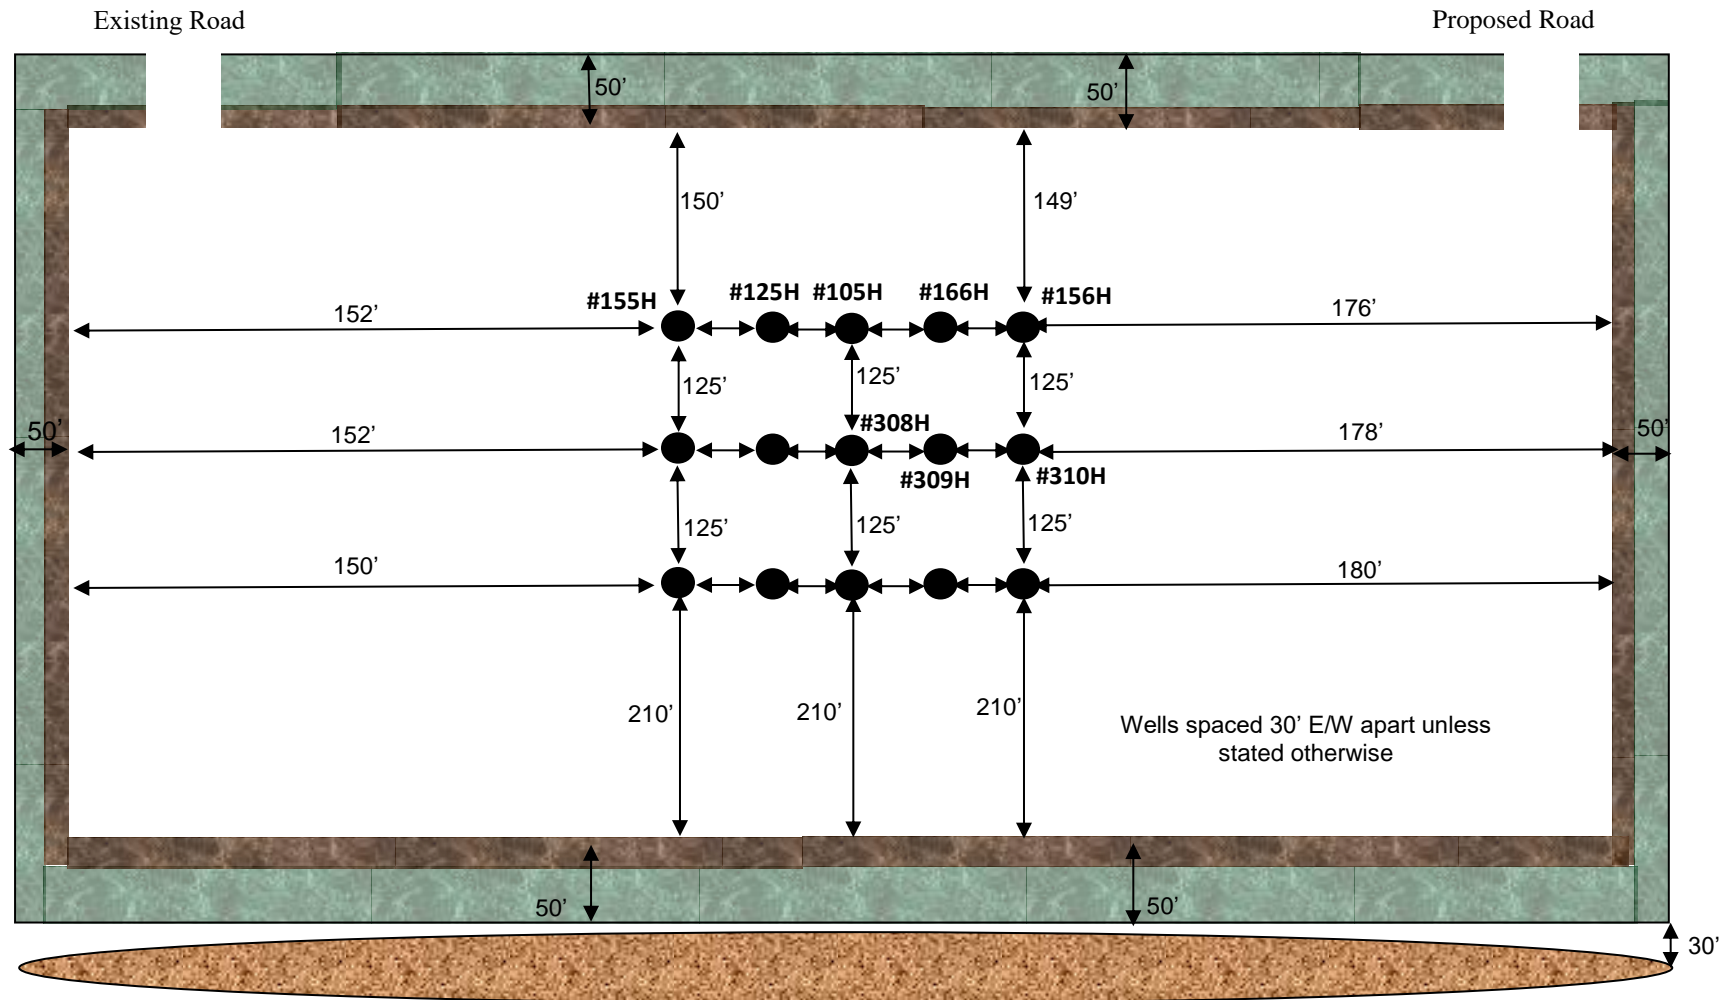 Existing Road
Proposed Road
50’
50’
150’
149’
#155H
#125H
#105H
#166H
#156H
152’
176’
125’
125’
125’
#308H
50’
152’
178’
50’
#309H
#310H
125’
125’
125’
150’
180’
210’
210’
210’
Wells spaced 30’ E/W apart unless
stated otherwise
50’
50’
30’